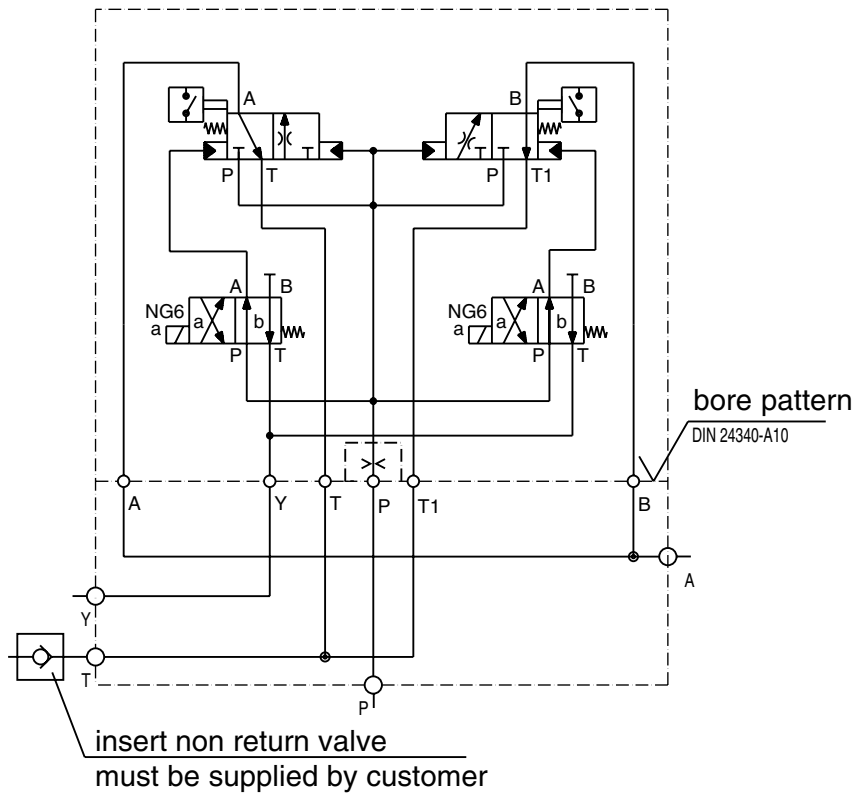 A
B
P T
P T1
A B
A B
NG6
a a b
NG6
a a b
P T
P T
bore pattern
DIN 24340-A10
A Y T P T1 B
A
Y
T
P
insert non return valve
must be supplied by customer